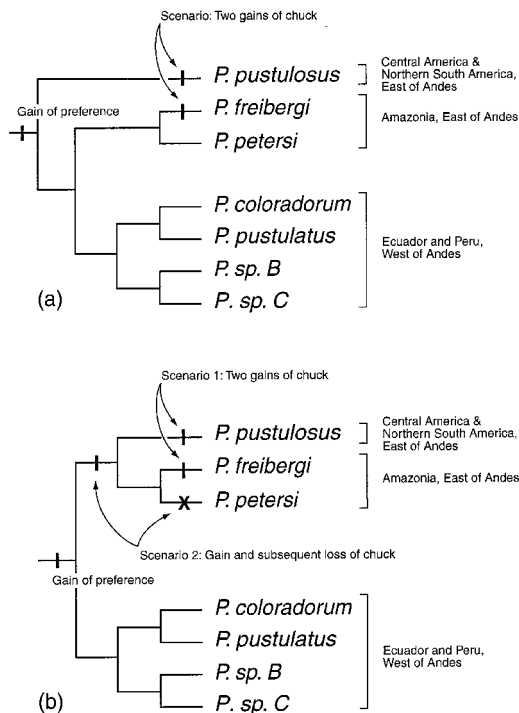 Scenario: Two gains of chuck
P. pustulosus
Central America &
Northern South America,
East of Andes
Gain of preference
P. freibergi
Amazonia, East of Andes
P. petersi
P. coloradorum
P. pustulatus
Ecuador and Peru,
West of Andes
P. sp. B
P. sp. C
(a)
Scenario 1: Two gains of chuck
P. pustulosus
Central America &
Northern South America,
East of Andes
P. freibergi
Amazonia, East of Andes
P. petersi
Scenario 2: Gain and subsequent loss of chuck
Gain of preference
P. coloradorum
P. pustulatus
Ecuador and Peru,
West of Andes
P. sp. B
P. sp. C
(b)